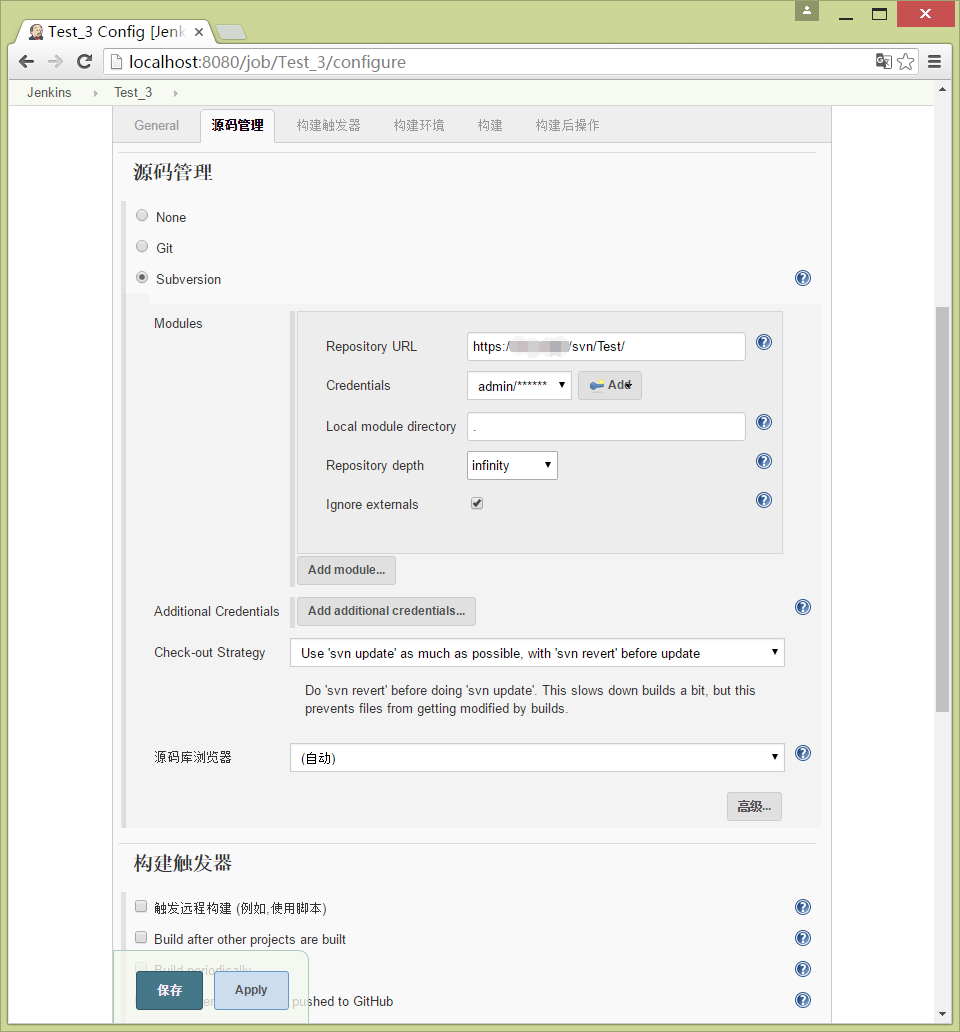 Test_3 Config [Jenk
localhost:8080/job/Test_3/configure
Jenkins Test_3
General 源码管理 构建触发器 构建环境 构建 构建后操作
源码管理
None
Git
Subversion
Modules
Repository URL https:/ /svn/Test/
Credentials admin/****** Add
Local module directory .
Repository depth infinity
Ignore externals
Add module...
Additional Credentials Add additional credentials...
Check-out Strategy Use 'svn update' as much as possible, with 'svn revert' before update
Do 'svn revert' before doing 'svn update'. This slows down builds a bit, but this
prevents files from getting modified by builds.
源码库浏览器 (自动)
高级...
构建触发器
触发远程构建 (例如,使用脚本)
Build after other projects are built
Build periodically
保存 Apply pushed to GitHub